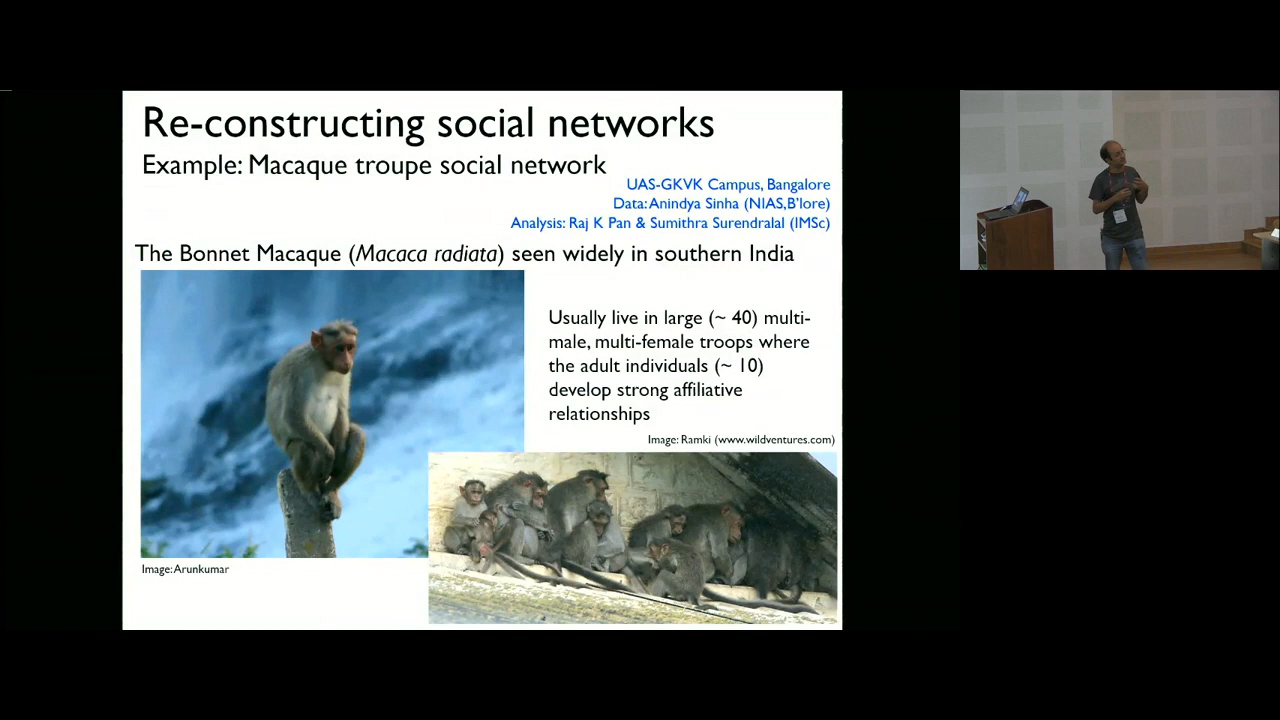 Re-constructing social networks
Example: Macaque troupe social network
UAS-GKVK Campus, Bangalore
Data: Anindya Sinha (NIAS,B'lore)
Analysis: Raj K Pan & Sumithra Surendralal (IMSc)
The Bonnet Macaque (Macaca radiata) seen widely in southern India
Usually live in large (~ 40) multi-
male, multi-female troops where
the adult individuals (~ 10)
develop strong affiliative
relationships
Image: Ramki (www.wildventures.com)
Image: Arunkumar